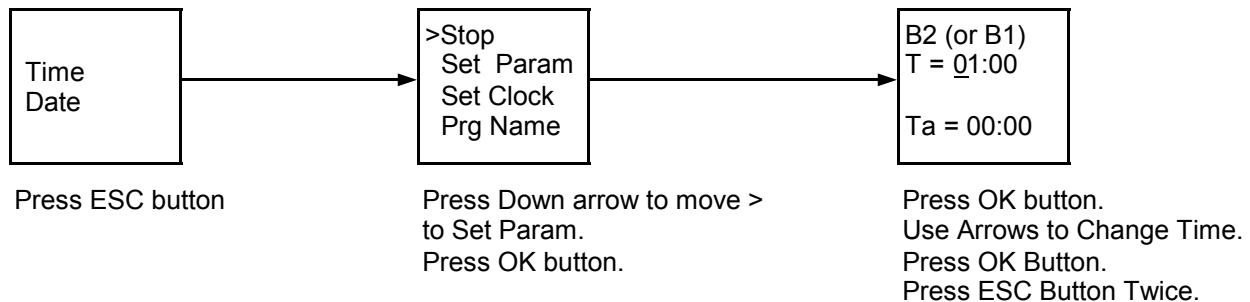 Time
Date
Press ESC button
>Stop
Set Param
Set Clock
Prg Name
Press Down arrow to move >
to Set Param.
Press OK button.
B2 (or B1)
T = 01:00
Ta = 00:00
Press OK button.
Use Arrows to Change Time.
Press OK Button.
Press ESC Button Twice.